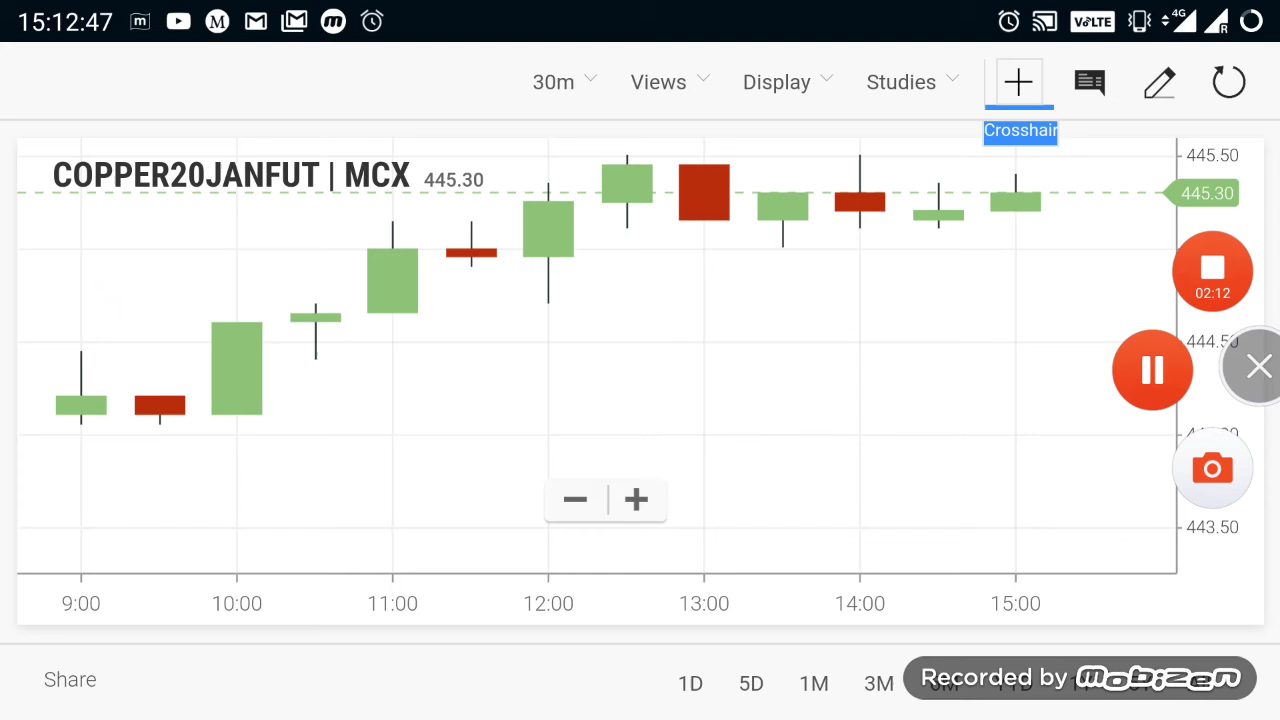 15:12:47 m M m VoLTE 4G R
30m Views Display Studies
Crosshair
COPPER20JANFUT | MCX 445.30
445.50
445.30
02:12
444.50
443.50
9:00 10:00 11:00 12:00 13:00 14:00 15:00
Share 1D 5D 1M 3M
Recorded by mobizen